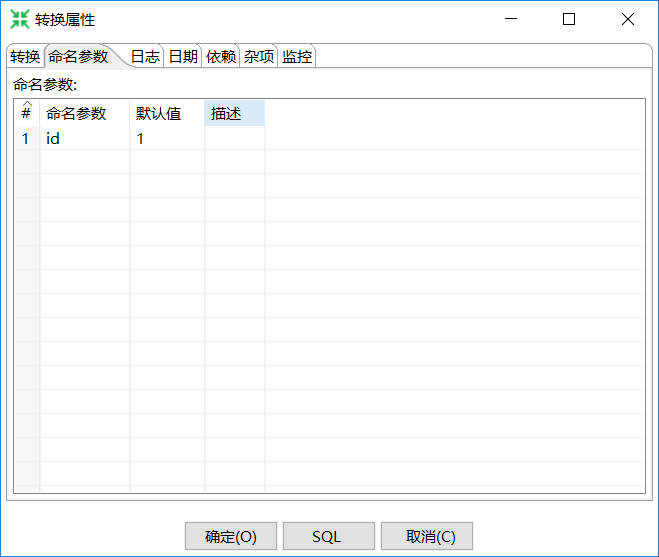 转换属性
转换 命名参数 日志 日期 依赖 杂项 监控
命名参数:
# 命名参数 默认值 描述
1 id 1
确定(O) SQL 取消(C)